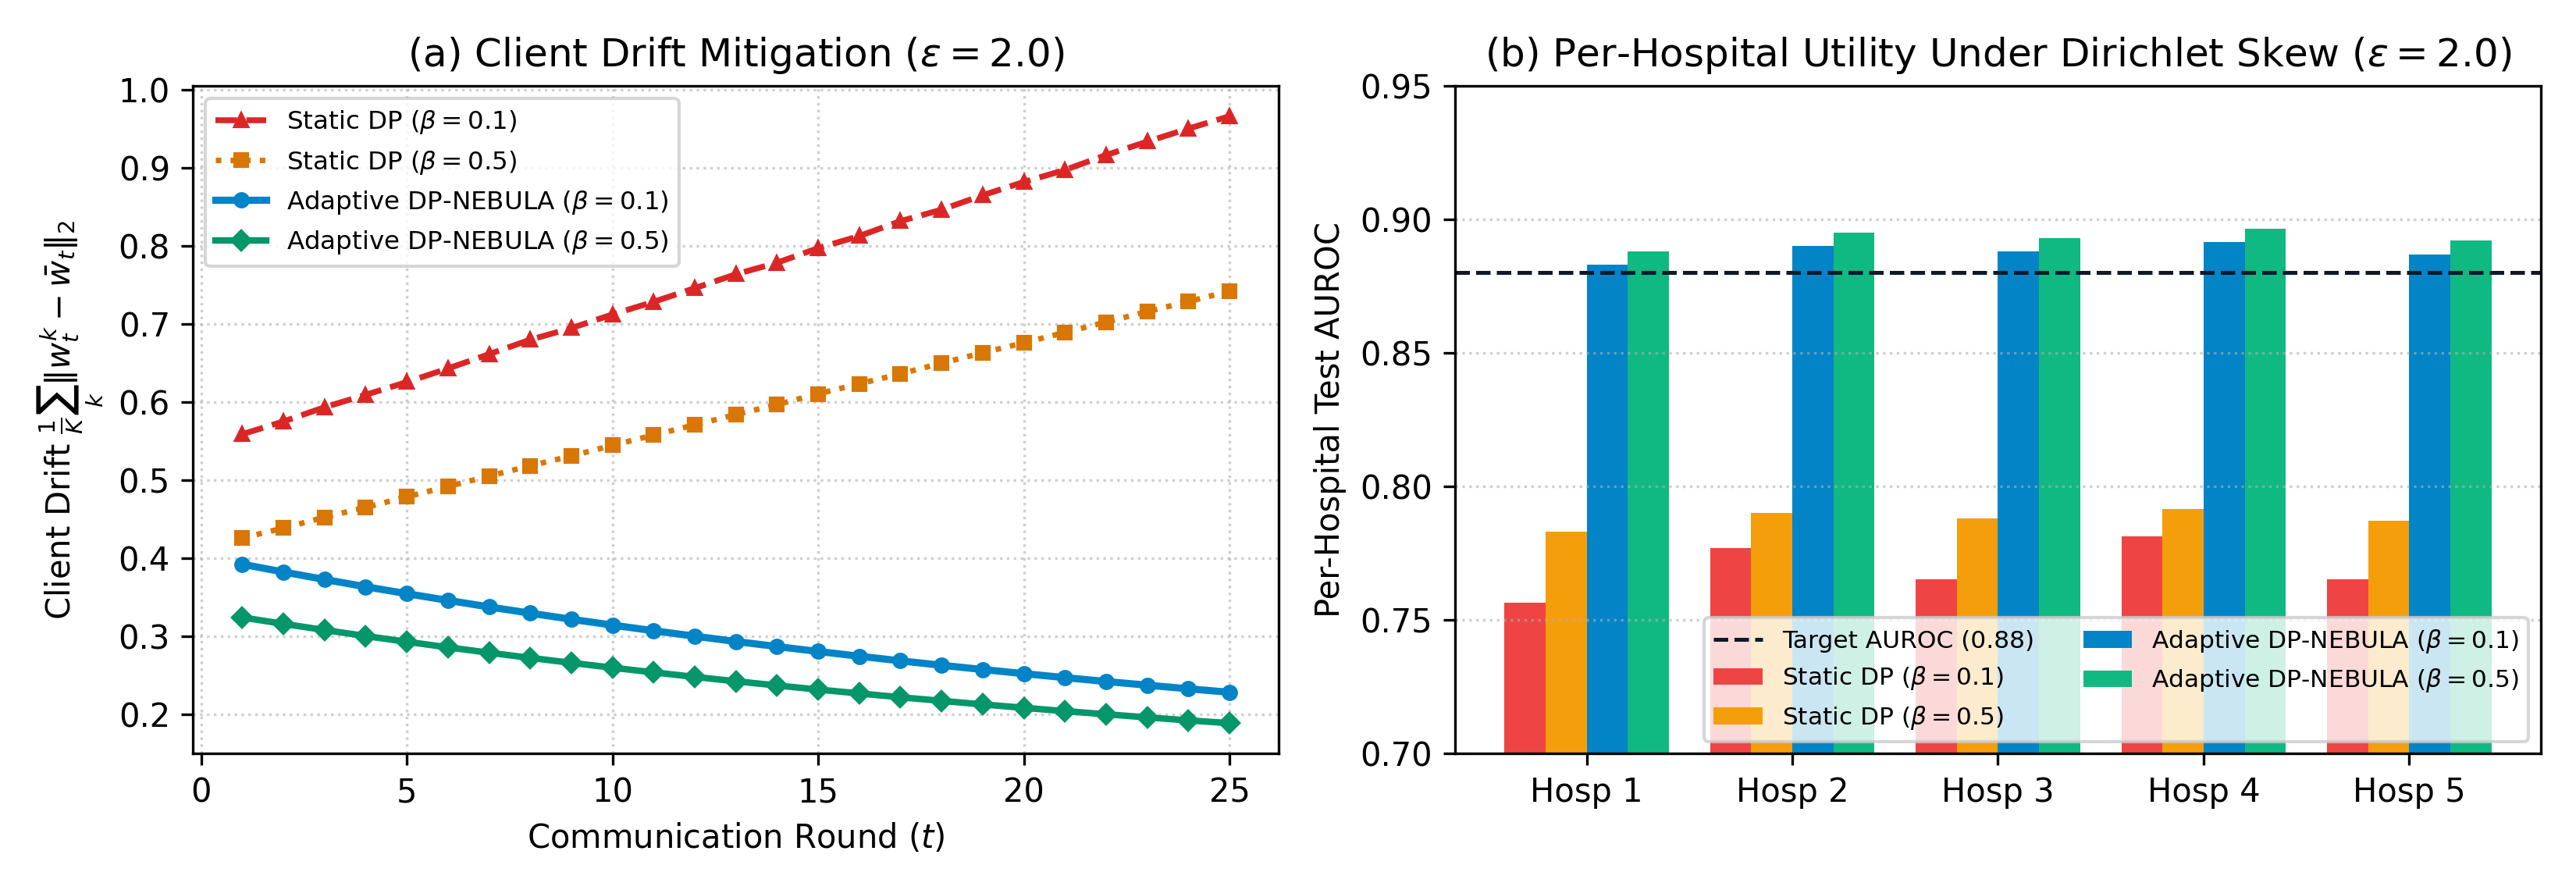 (a) Client Drift Mitigation (ε = 2.0)
Client Drift 1/K ∑_k ‖w_t^k − w̄_t‖₂
1.0
0.9
0.8
0.7
0.6
0.5
0.4
0.3
0.2
Static DP (β = 0.1)
Static DP (β = 0.5)
Adaptive DP-NEBULA (β = 0.1)
Adaptive DP-NEBULA (β = 0.5)
0 5 10 15 20 25
Communication Round (t)
(b) Per-Hospital Utility Under Dirichlet Skew (ε = 2.0)
Per-Hospital Test AUROC
0.95
0.90
0.85
0.80
0.75
0.70
Target AUROC (0.88)
Static DP (β = 0.1)
Static DP (β = 0.5)
Adaptive DP-NEBULA (β = 0.1)
Adaptive DP-NEBULA (β = 0.5)
Hosp 1 Hosp 2 Hosp 3 Hosp 4 Hosp 5